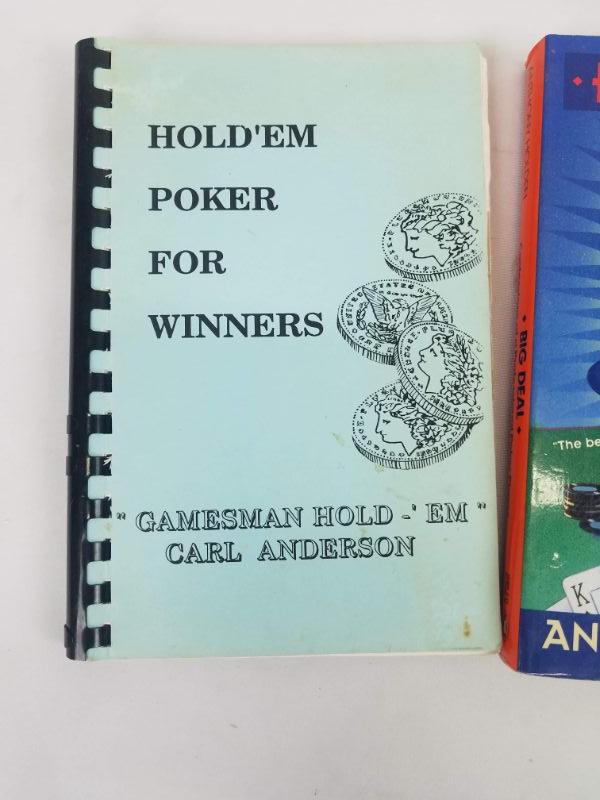 HOLD'EM
POKER
FOR
WINNERS
" GAMESMAN HOLD -' EM "
CARL ANDERSON
• BIG DEAL •
"The be
K
AN